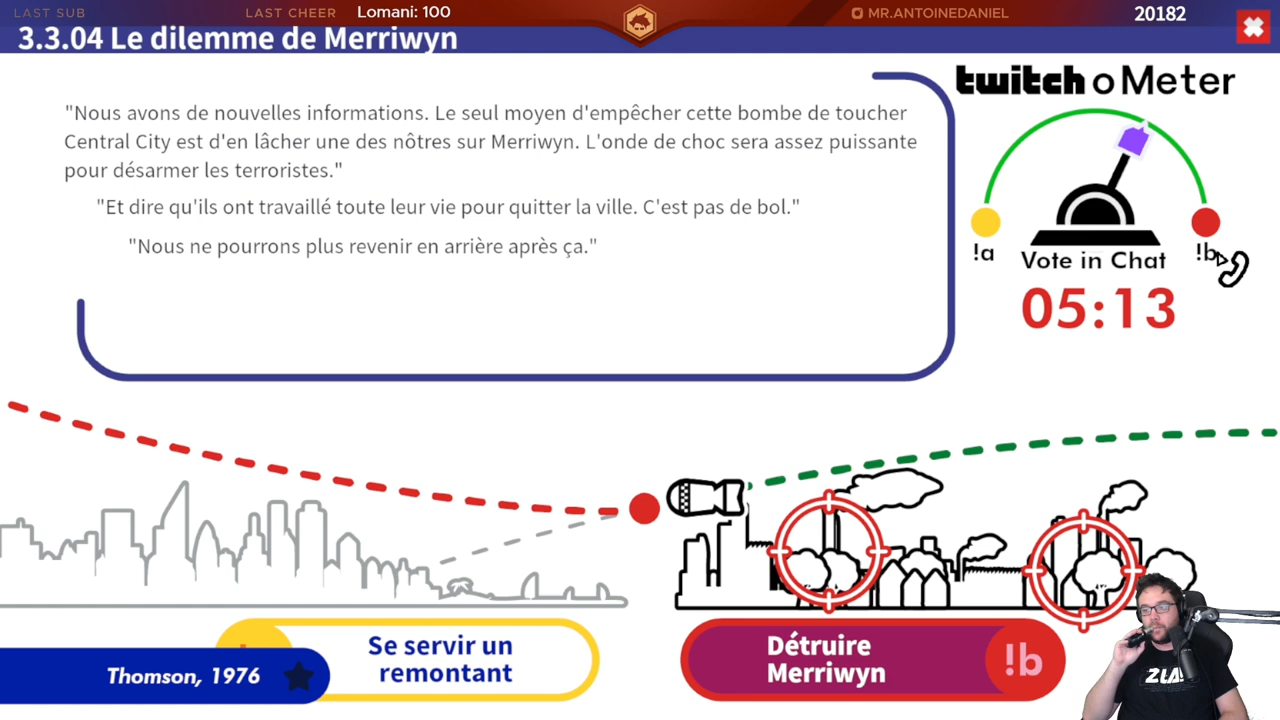 LAST SUB
LAST CHEER
Lomani: 100
MR.ANTOINEDANIEL
20182
3.3.04 Le dilemme de Merriwyn
"Nous avons de nouvelles informations. Le seul moyen d'empêcher cette bombe de toucher
Central City est d'en lâcher une des nôtres sur Merriwyn. L'onde de choc sera assez puissante
pour désarmer les terroristes."
"Et dire qu'ils ont travaillé toute leur vie pour quitter la ville. C'est pas de bol."
"Nous ne pourrons plus revenir en arrière après ça."
twitch o Meter
!a
Vote in Chat
!b
05:13
Se servir un
remontant
Détruire
Merriwyn
!b
Thomson, 1976
ZLA!